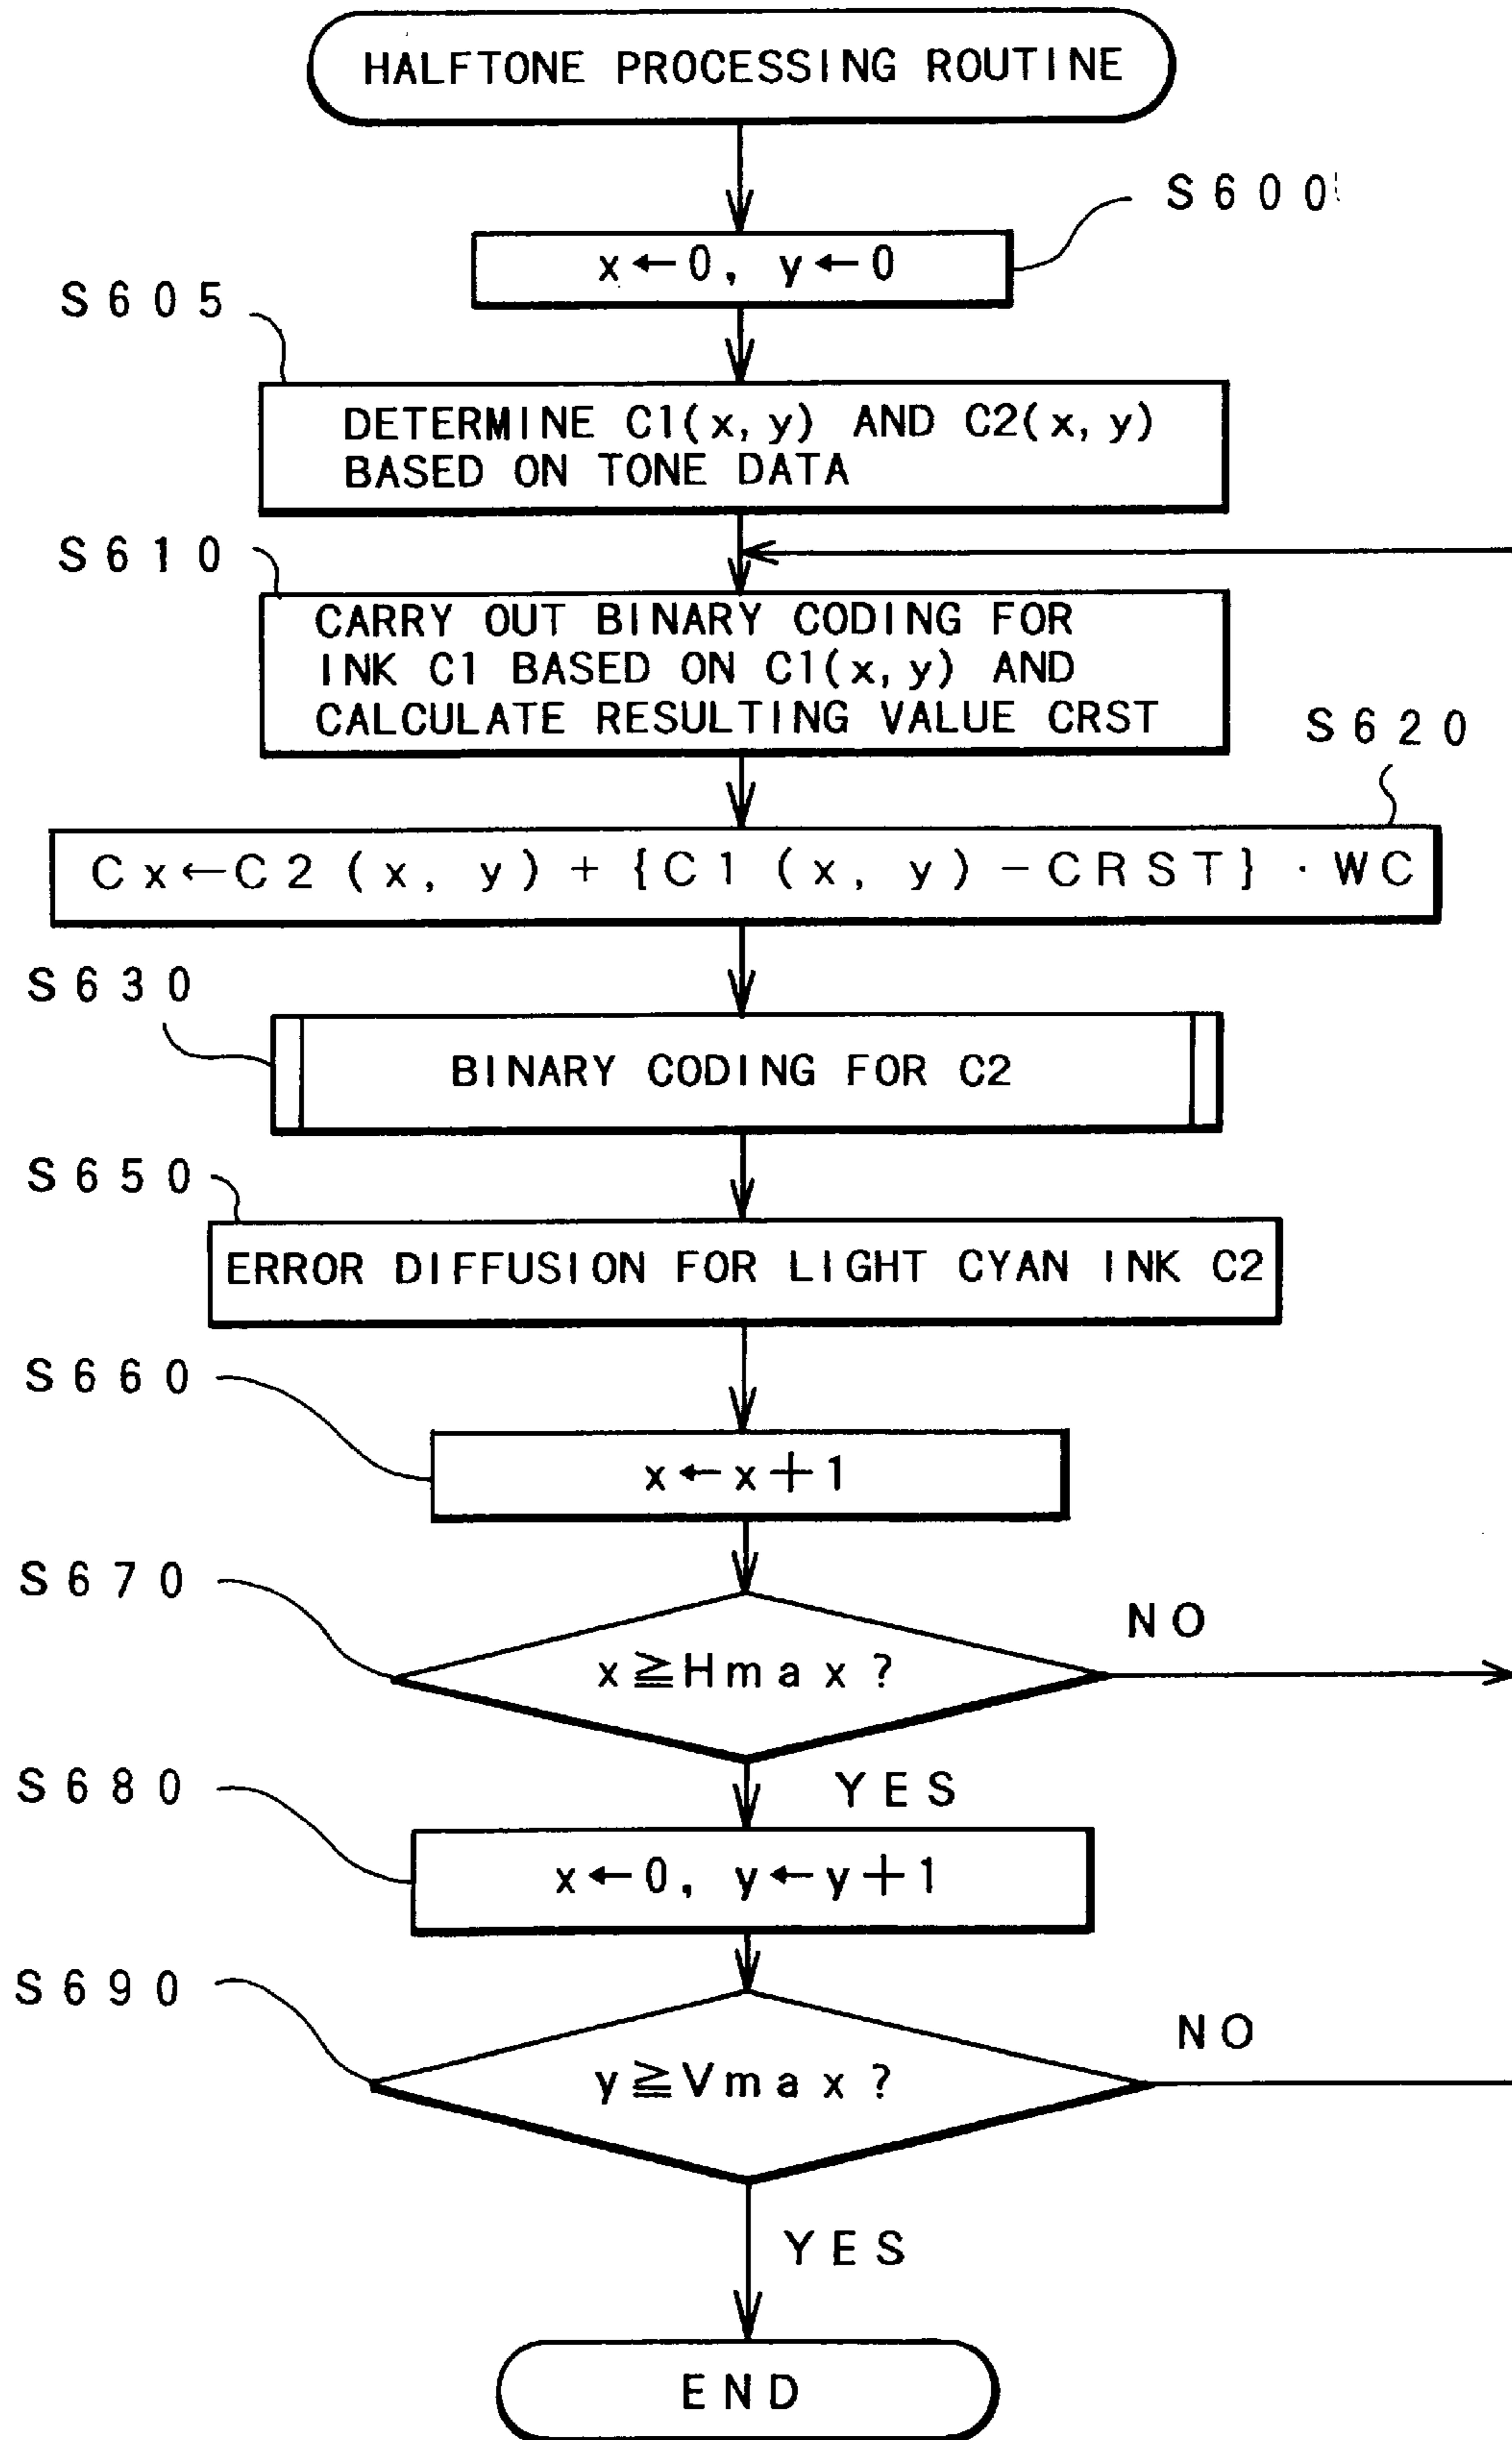 HALFTONE PROCESSING ROUTINE
S600
x←0, y←0
S605
DETERMINE C1(x, y) AND C2(x, y)
BASED ON TONE DATA
S610
CARRY OUT BINARY CODING FOR
INK C1 BASED ON C1(x, y) AND
CALCULATE RESULTING VALUE CRST
S620
Cx←C2 (x, y) + {C1 (x, y) −CRST} · WC
S630
BINARY CODING FOR C2
S650
ERROR DIFFUSION FOR LIGHT CYAN INK C2
S660
x←x+1
S670
x≧Hmax?
NO
YES
S680
x←0, y←y+1
S690
y≧Vmax?
NO
YES
END